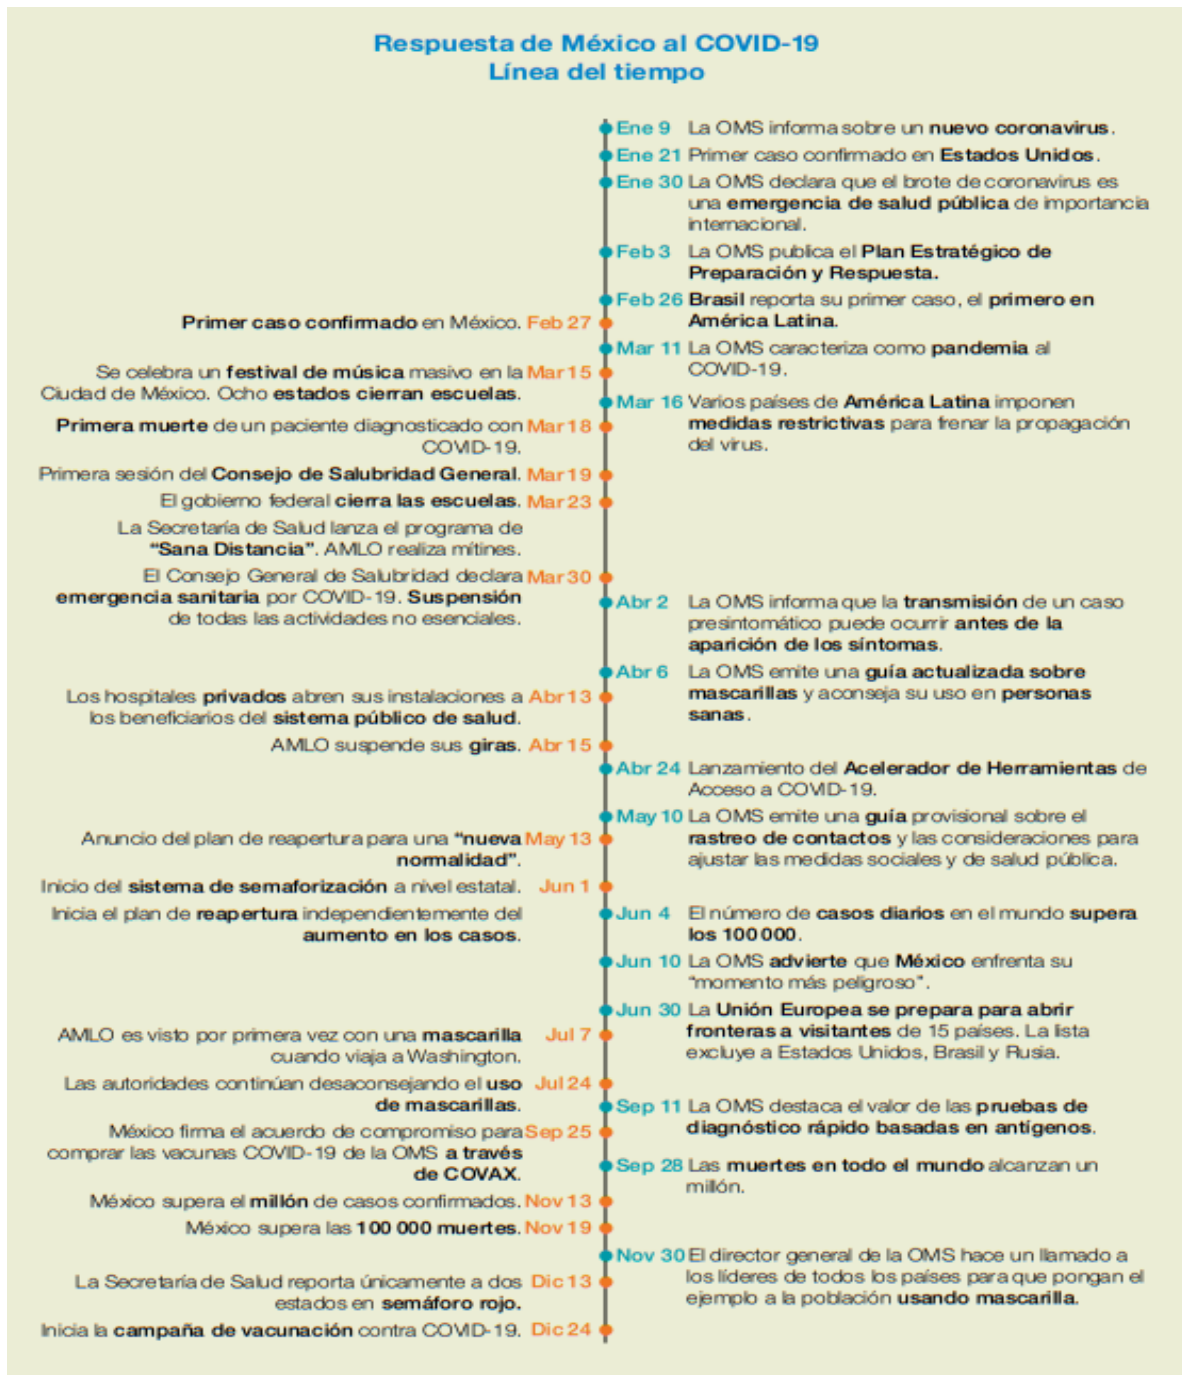 Respuesta de México al COVID-19
Línea del tiempo
Ene 9 La OMS informa sobre un nuevo coronavirus.
Ene 21 Primer caso confirmado en Estados Unidos.
Ene 30 La OMS declara que el brote de coronavirus es
una emergencia de salud pública de importancia
internacional.
Feb 3 La OMS publica el Plan Estratégico de
Preparación y Respuesta.
Feb 26 Brasil reporta su primer caso, el primero en
América Latina.
Primer caso confirmado en México. Feb 27
Mar 11 La OMS caracteriza como pandemia al
COVID-19.
Se celebra un festival de música masivo en la Mar 15
Ciudad de México. Ocho estados cierran escuelas.
Mar 16 Varios países de América Latina imponen
medidas restrictivas para frenar la propagación
del virus.
Primera muerte de un paciente diagnosticado con Mar 18
COVID-19.
Primera sesión del Consejo de Salubridad General. Mar 19
El gobierno federal cierra las escuelas. Mar 23
La Secretaría de Salud lanza el programa de
“Sana Distancia”. AMLO realiza mítines.
El Consejo General de Salubridad declara Mar 30
emergencia sanitaria por COVID-19. Suspensión
de todas las actividades no esenciales.
Abr 2 La OMS informa que la transmisión de un caso
presintomático puede ocurrir antes de la
aparición de los síntomas.
Abr 6 La OMS emite una guía actualizada sobre
mascarillas y aconseja su uso en personas
sanas.
Los hospitales privados abren sus instalaciones a Abr 13
los beneficiarios del sistema público de salud.
AMLO suspende sus giras. Abr 15
Abr 24 Lanzamiento del Acelerador de Herramientas de
Acceso a COVID-19.
May 10 La OMS emite una guía provisional sobre el
rastreo de contactos y las consideraciones para
ajustar las medidas sociales y de salud pública.
Anuncio del plan de reapertura para una “nueva May 13
normalidad”.
Inicio del sistema de semaforización a nivel estatal. Jun 1
Inicia el plan de reapertura independientemente del
aumento en los casos.
Jun 4 El número de casos diarios en el mundo supera
los 100 000.
Jun 10 La OMS advierte que México enfrenta su
“momento más peligroso”.
Jun 30 La Unión Europea se prepara para abrir
fronteras a visitantes de 15 países. La lista
excluye a Estados Unidos, Brasil y Rusia.
AMLO es visto por primera vez con una mascarilla Jul 7
cuando viaja a Washington.
Las autoridades continúan desaconsejando el uso Jul 24
de mascarillas.
Sep 11 La OMS destaca el valor de las pruebas de
diagnóstico rápido basadas en antígenos.
México firma el acuerdo de compromiso para Sep 25
comprar las vacunas COVID-19 de la OMS a través
de COVAX.
Sep 28 Las muertes en todo el mundo alcanzan un
millón.
México supera el millón de casos confirmados. Nov 13
México supera las 100 000 muertes. Nov 19
Nov 30 El director general de la OMS hace un llamado a
los líderes de todos los países para que pongan el
ejemplo a la población usando mascarilla.
La Secretaría de Salud reporta únicamente a dos Dic 13
estados en semáforo rojo.
Inicia la campaña de vacunación contra COVID-19. Dic 24